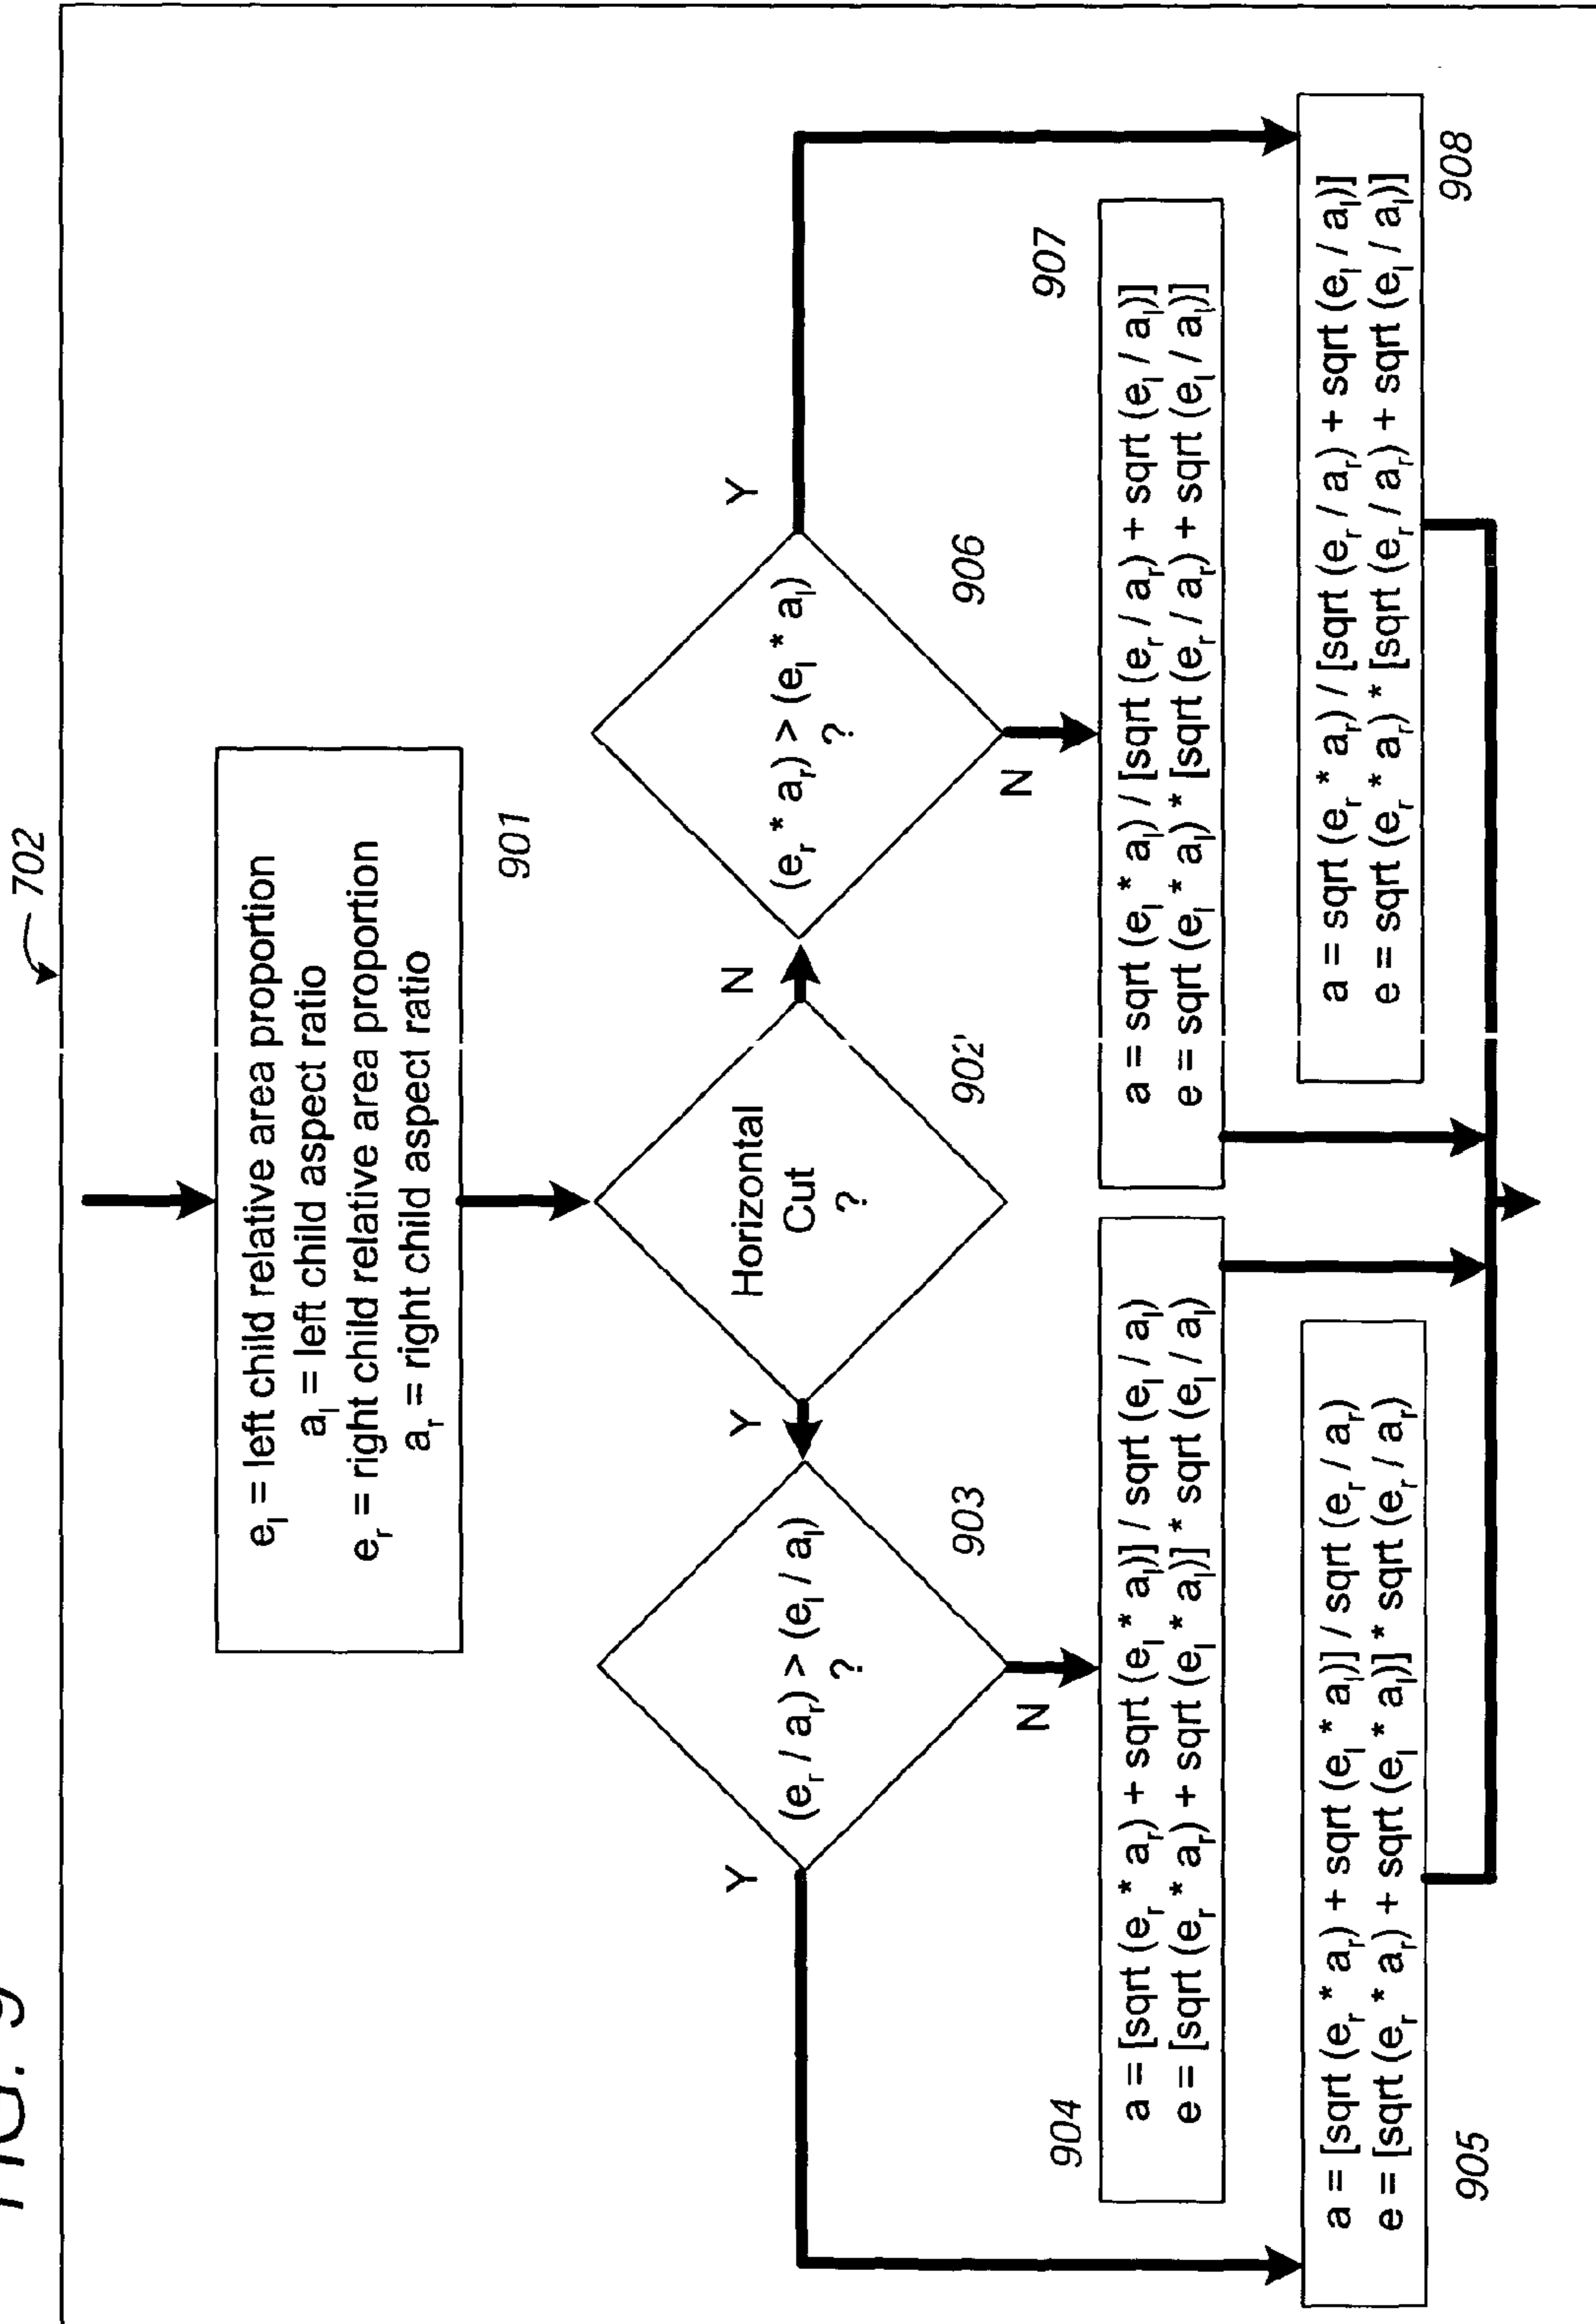 FIG. 9
702
e_l = left child relative area proportion
a_l = left child aspect ratio
e_r = right child relative area proportion
a_r = right child aspect ratio
901
Horizontal
Cut
?
902
Y
N
(e_r / a_r) > (e_l / a_l)
?
903
Y
N
(e_r * a_r) > (e_l * a_l)
?
906
N
Y
904
a = [sqrt (e_r * a_r) + sqrt (e_l * a_l)] / sqrt (e_l / a_l)
e = [sqrt (e_r * a_r) + sqrt (e_l * a_l)] * sqrt (e_l / a_l)
907
a = sqrt (e_l * a_l) / [sqrt (e_r / a_r) + sqrt (e_l / a_l)]
e = sqrt (e_l * a_l) * [sqrt (e_r / a_r) + sqrt (e_l / a_l)]
a = [sqrt (e_r * a_r) + sqrt (e_l * a_l)] / sqrt (e_r / a_r)
e = [sqrt (e_r * a_r) + sqrt (e_l * a_l)] * sqrt (e_r / a_r)
905
a = sqrt (e_r * a_r) / [sqrt (e_r / a_r) + sqrt (e_l / a_l)]
e = sqrt (e_r * a_r) * [sqrt (e_r / a_r) + sqrt (e_l / a_l)]
908